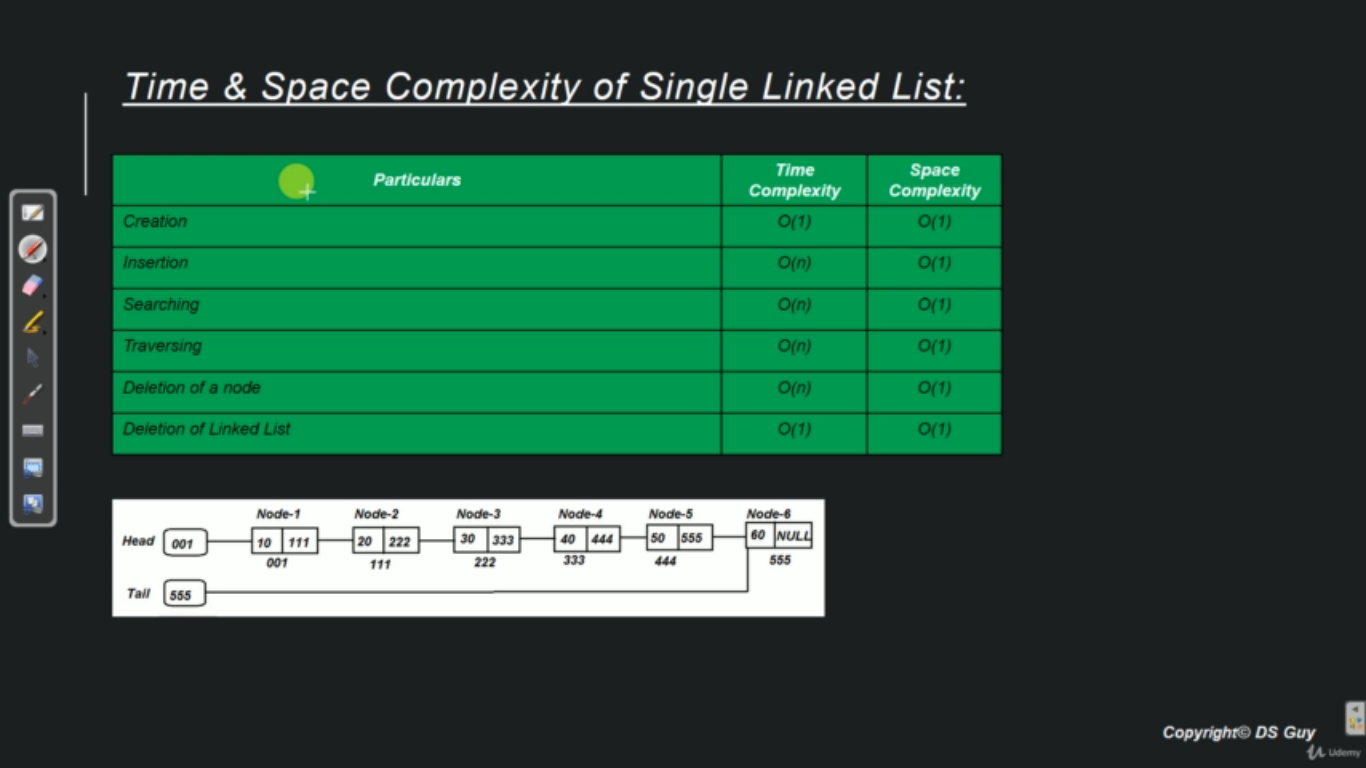 Time & Space Complexity of Single Linked List:
Particulars Time Complexity Space Complexity
Creation O(1) O(1)
Insertion O(n) O(1)
Searching O(n) O(1)
Traversing O(n) O(1)
Deletion of a node O(n) O(1)
Deletion of Linked List O(1) O(1)
Node-1 Node-2 Node-3 Node-4 Node-5 Node-6
Head 001 10 111 20 222 30 333 40 444 50 555 60 NULL
001 111 222 333 444 555
Tail 555
Copyright© DS Guy
Udemy